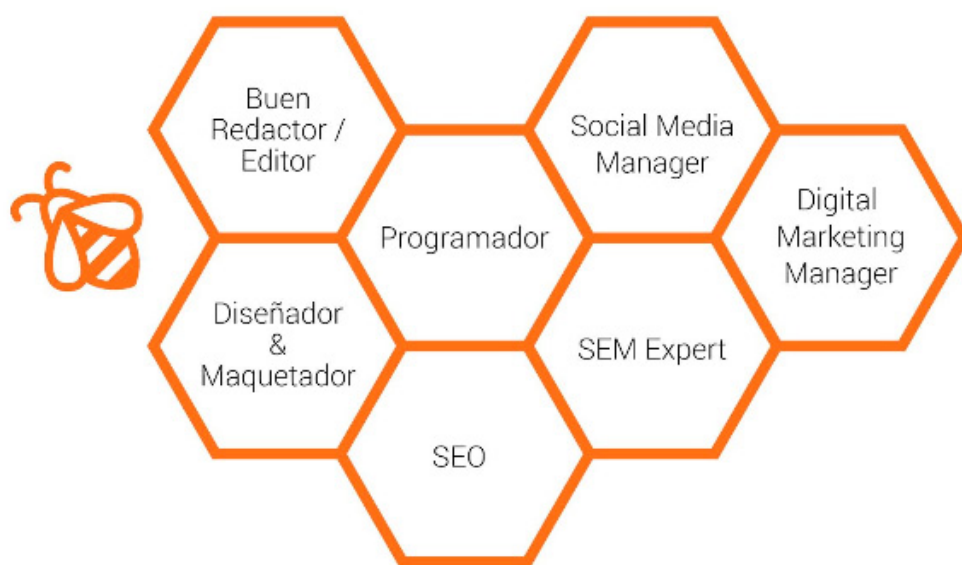 Buen
Redactor /
Editor
Social Media
Manager
Programador
Digital
Marketing
Manager
Diseñador
&
Maquetador
SEM Expert
SEO